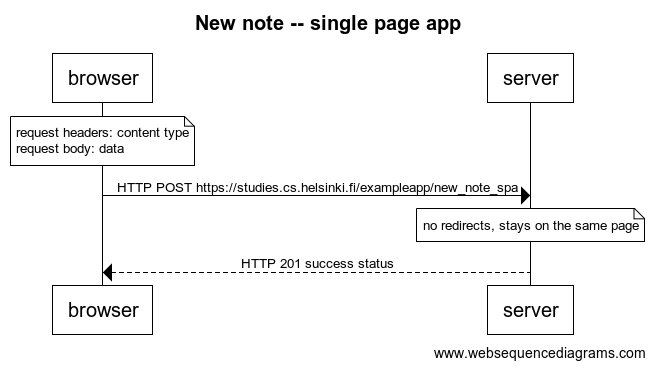 New note -- single page app
browser
server
request headers: content type
request body: data
HTTP POST https://studies.cs.helsinki.fi/exampleapp/new_note_spa
no redirects, stays on the same page
HTTP 201 success status
browser
server
www.websequencediagrams.com